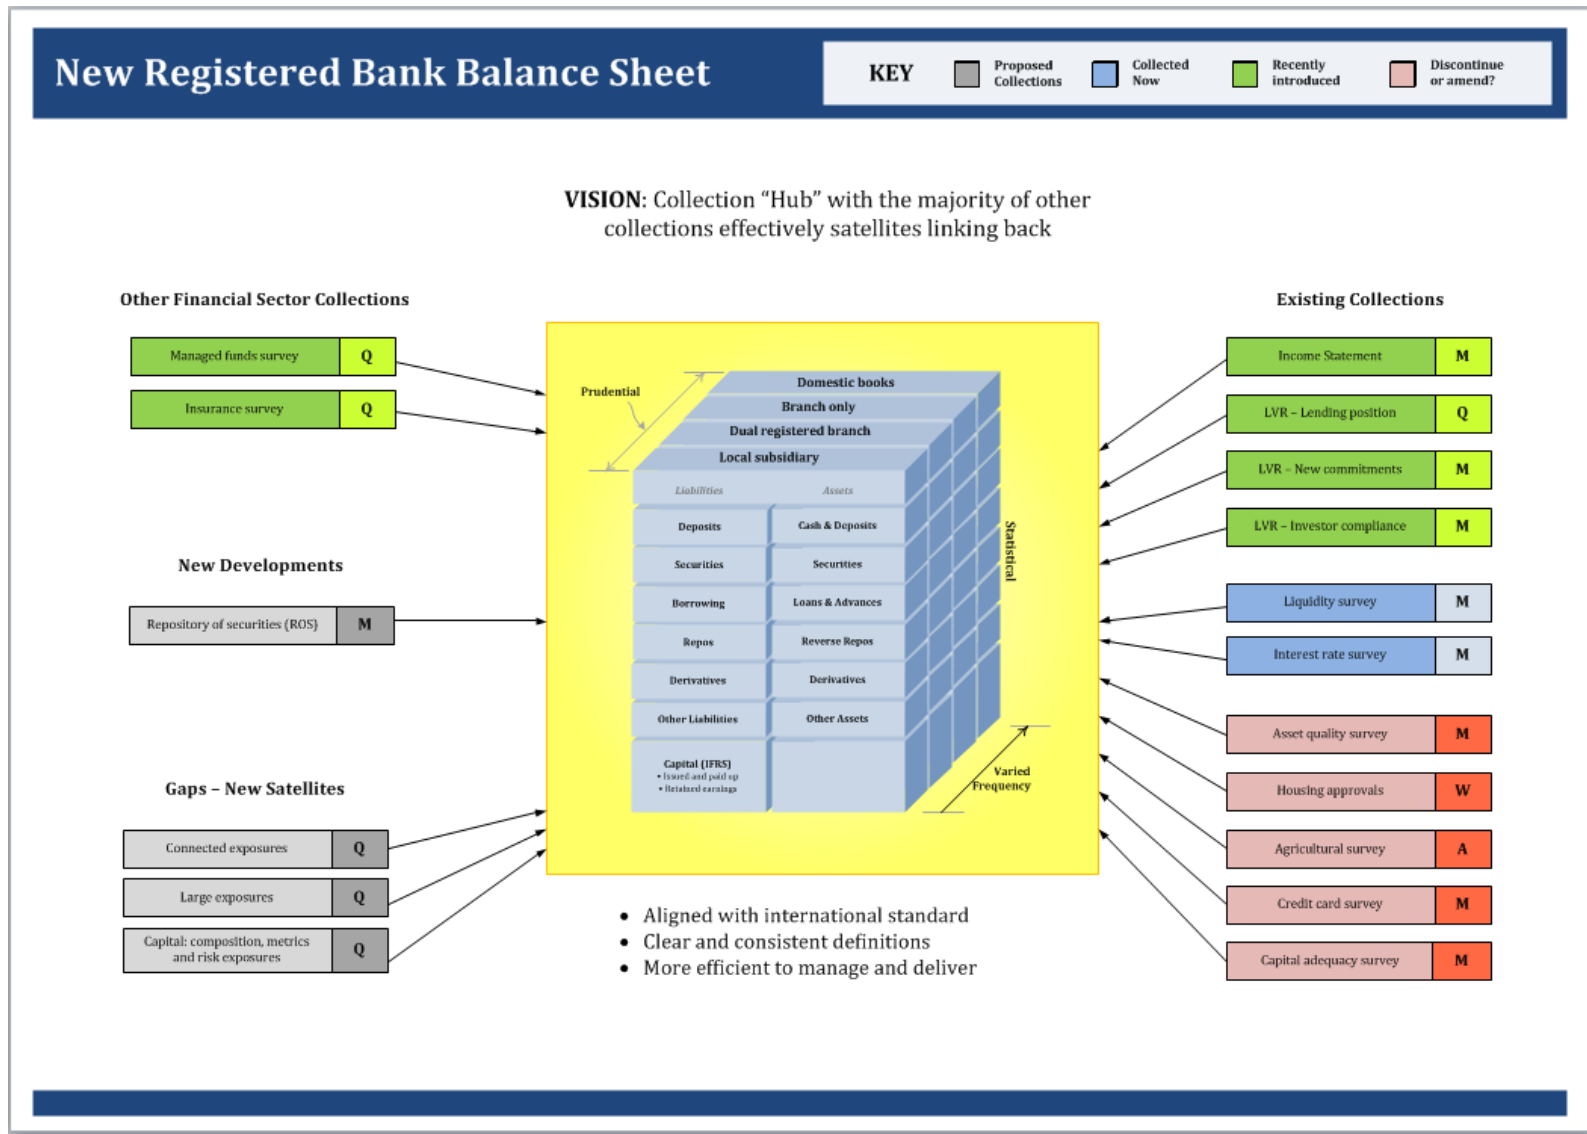 New Registered Bank Balance Sheet
KEY
Proposed
Collections
Collected
Now
Recently
introduced
Discontinue
or amend?
VISION: Collection “Hub” with the majority of other
collections effectively satellites linking back
Other Financial Sector Collections
Managed funds survey Q
Insurance survey Q
New Developments
Repository of securities (ROS) M
Gaps – New Satellites
Connected exposures Q
Large exposures Q
Capital: composition, metrics
and risk exposures Q
Prudential
Domestic books
Branch only
Dual registered branch
Local subsidiary
Liabilities Assets
Deposits Cash & Deposits
Securities Securities
Borrowing Loans & Advances
Repos Reverse Repos
Derivatives Derivatives
Other Liabilities Other Assets
Capital (IFRS)
• Issued and paid up
• Retained earnings
Statistical
Varied
Frequency
• Aligned with international standard
• Clear and consistent definitions
• More efficient to manage and deliver
Existing Collections
Income Statement M
LVR – Lending position Q
LVR – New commitments M
LVR – Investor compliance M
Liquidity survey M
Interest rate survey M
Asset quality survey M
Housing approvals W
Agricultural survey A
Credit card survey M
Capital adequacy survey M